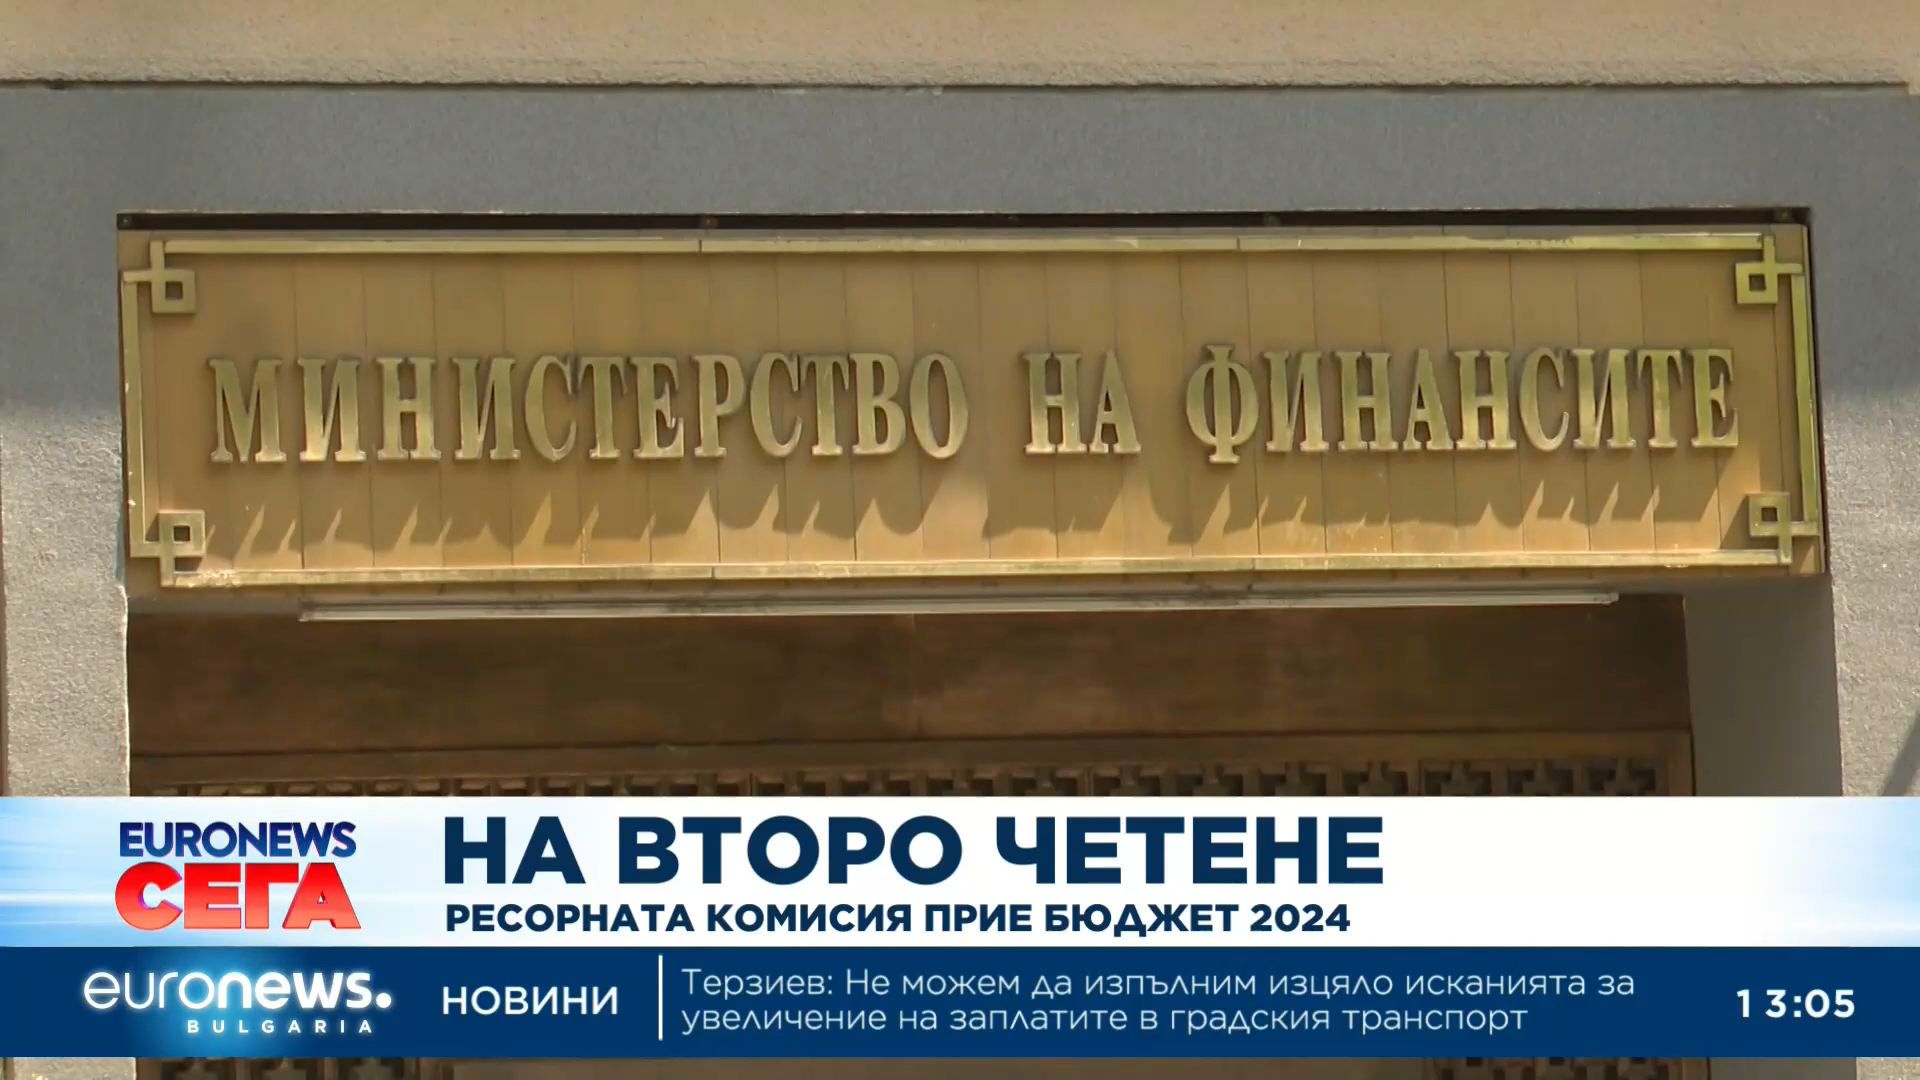 МИНИСТЕРСТВО НА ФИНАНСИТЕ
EURONEWS
СЕГА
НА ВТОРО ЧЕТЕНЕ
РЕСОРНАТА КОМИСИЯ ПРИЕ БЮДЖЕТ 2024
euronews.
BULGARIA
НОВИНИ
Терзиев: Не можем да изпълним изцяло исканията за
увеличение на заплатите в градския транспорт
13:05